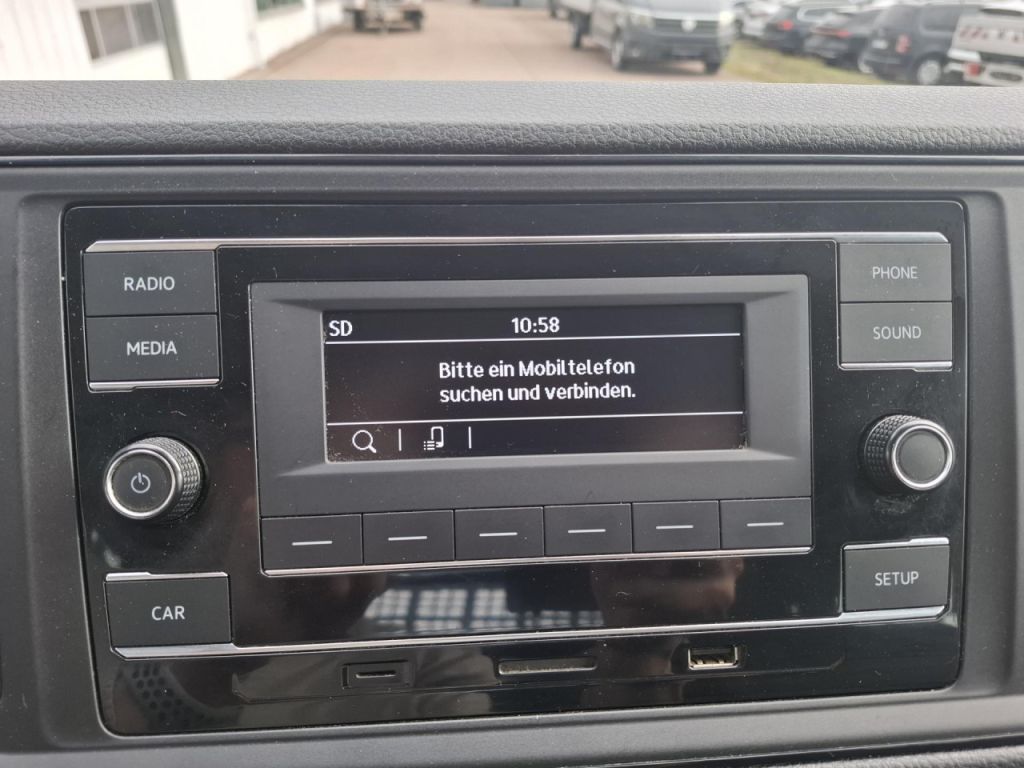 RADIO
MEDIA
SD 10:58
Bitte ein Mobiltelefon
suchen und verbinden.
PHONE
SOUND
CAR
SETUP